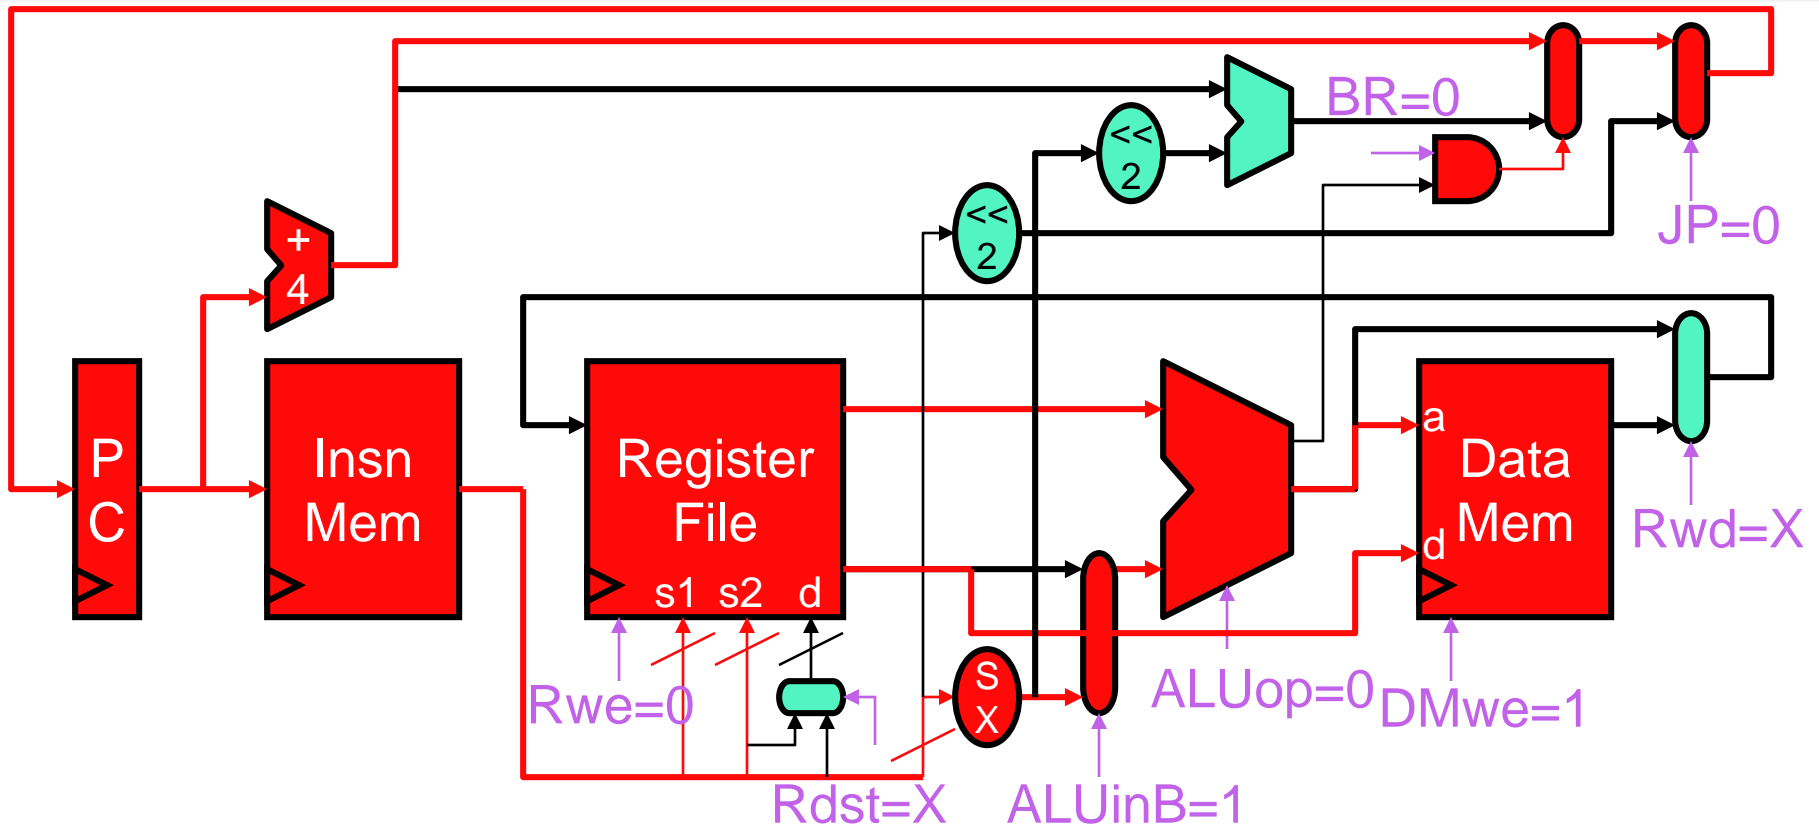 BR=0
<<
2
<<
2
JP=0
+
4
P
C
Insn
Mem
Register
File
s1 s2 d
a
d
Data
Mem
Rwd=X
Rwe=0
S
X
ALUop=0
DMwe=1
Rdst=X
ALUinB=1